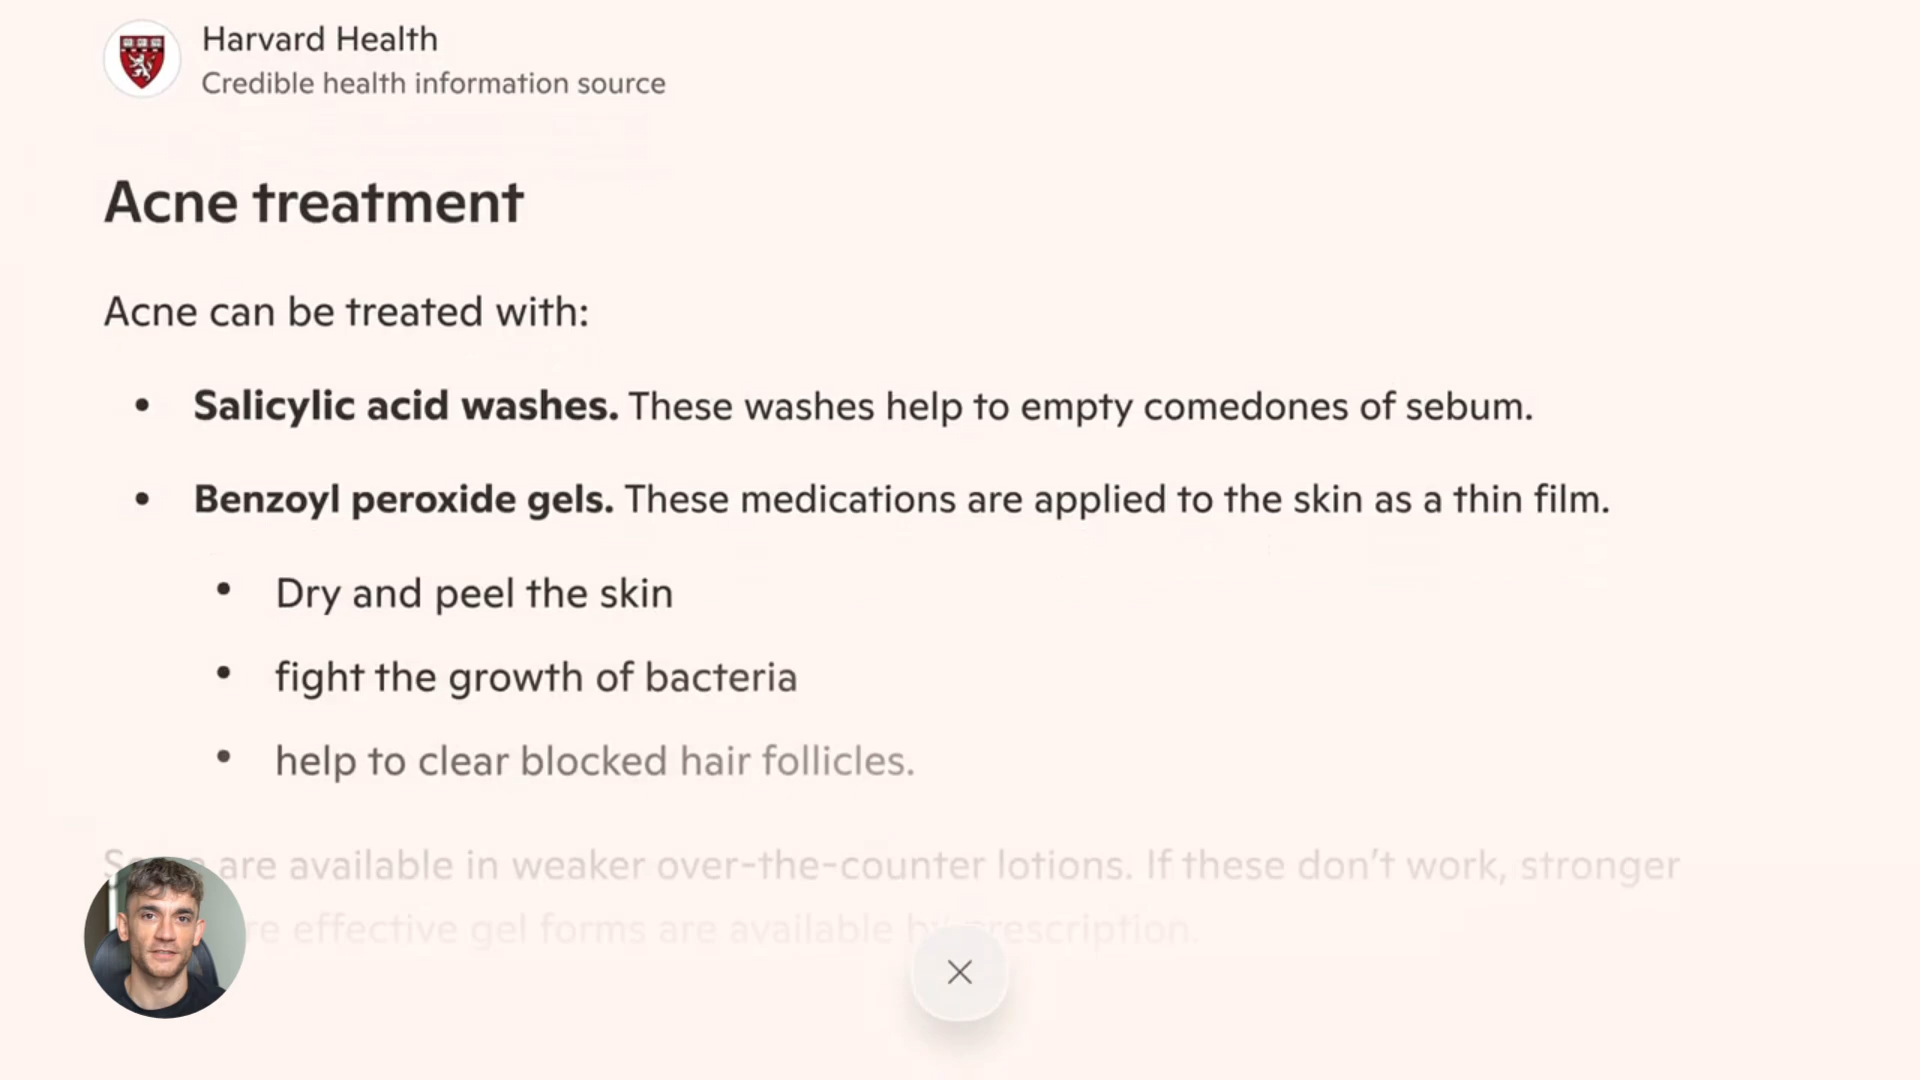 Harvard Health
Credible health information source
Acne treatment
Acne can be treated with:
• Salicylic acid washes. These washes help to empty comedones of sebum.
• Benzoyl peroxide gels. These medications are applied to the skin as a thin film.
• Dry and peel the skin
• fight the growth of bacteria
• help to clear blocked hair follicles.
are available in weaker over-the-counter lotions. If these don't work, stronger
effective gel forms are available by prescription.